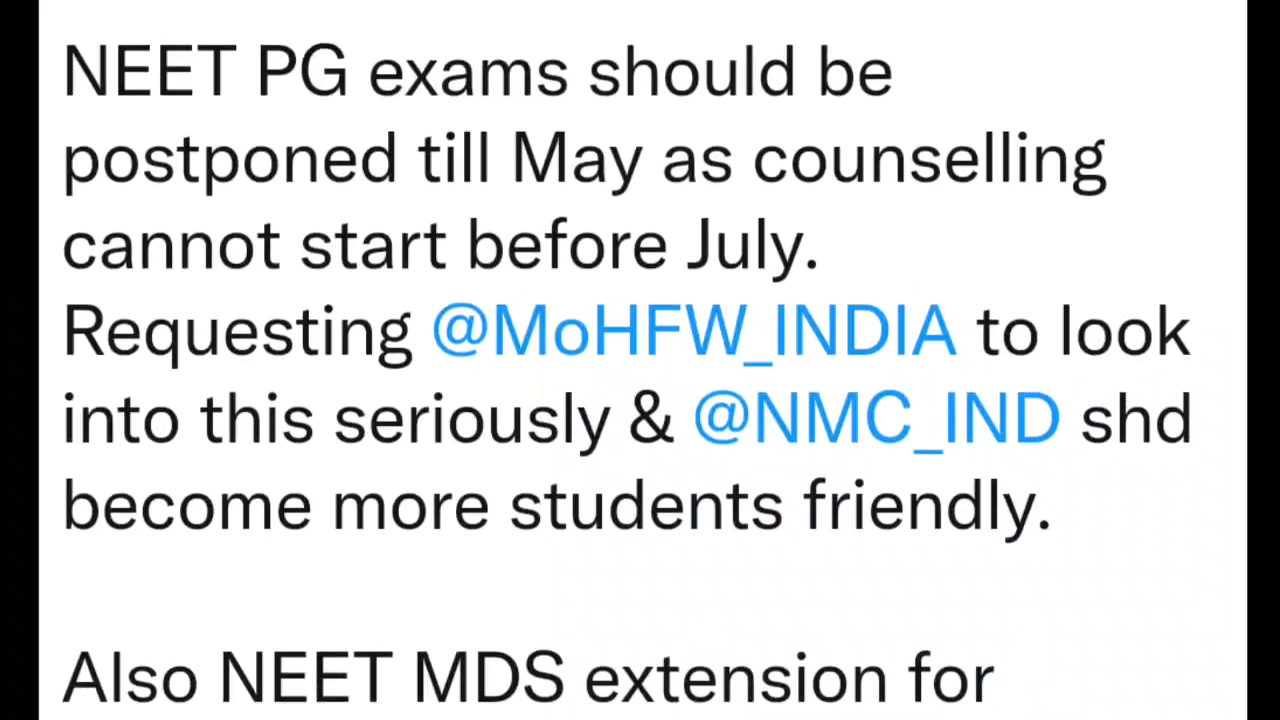 NEET PG exams should be
postponed till May as counselling
cannot start before July.
Requesting @MoHFW_INDIA to look
into this seriously & @NMC_IND shd
become more students friendly.
Also NEET MDS extension for